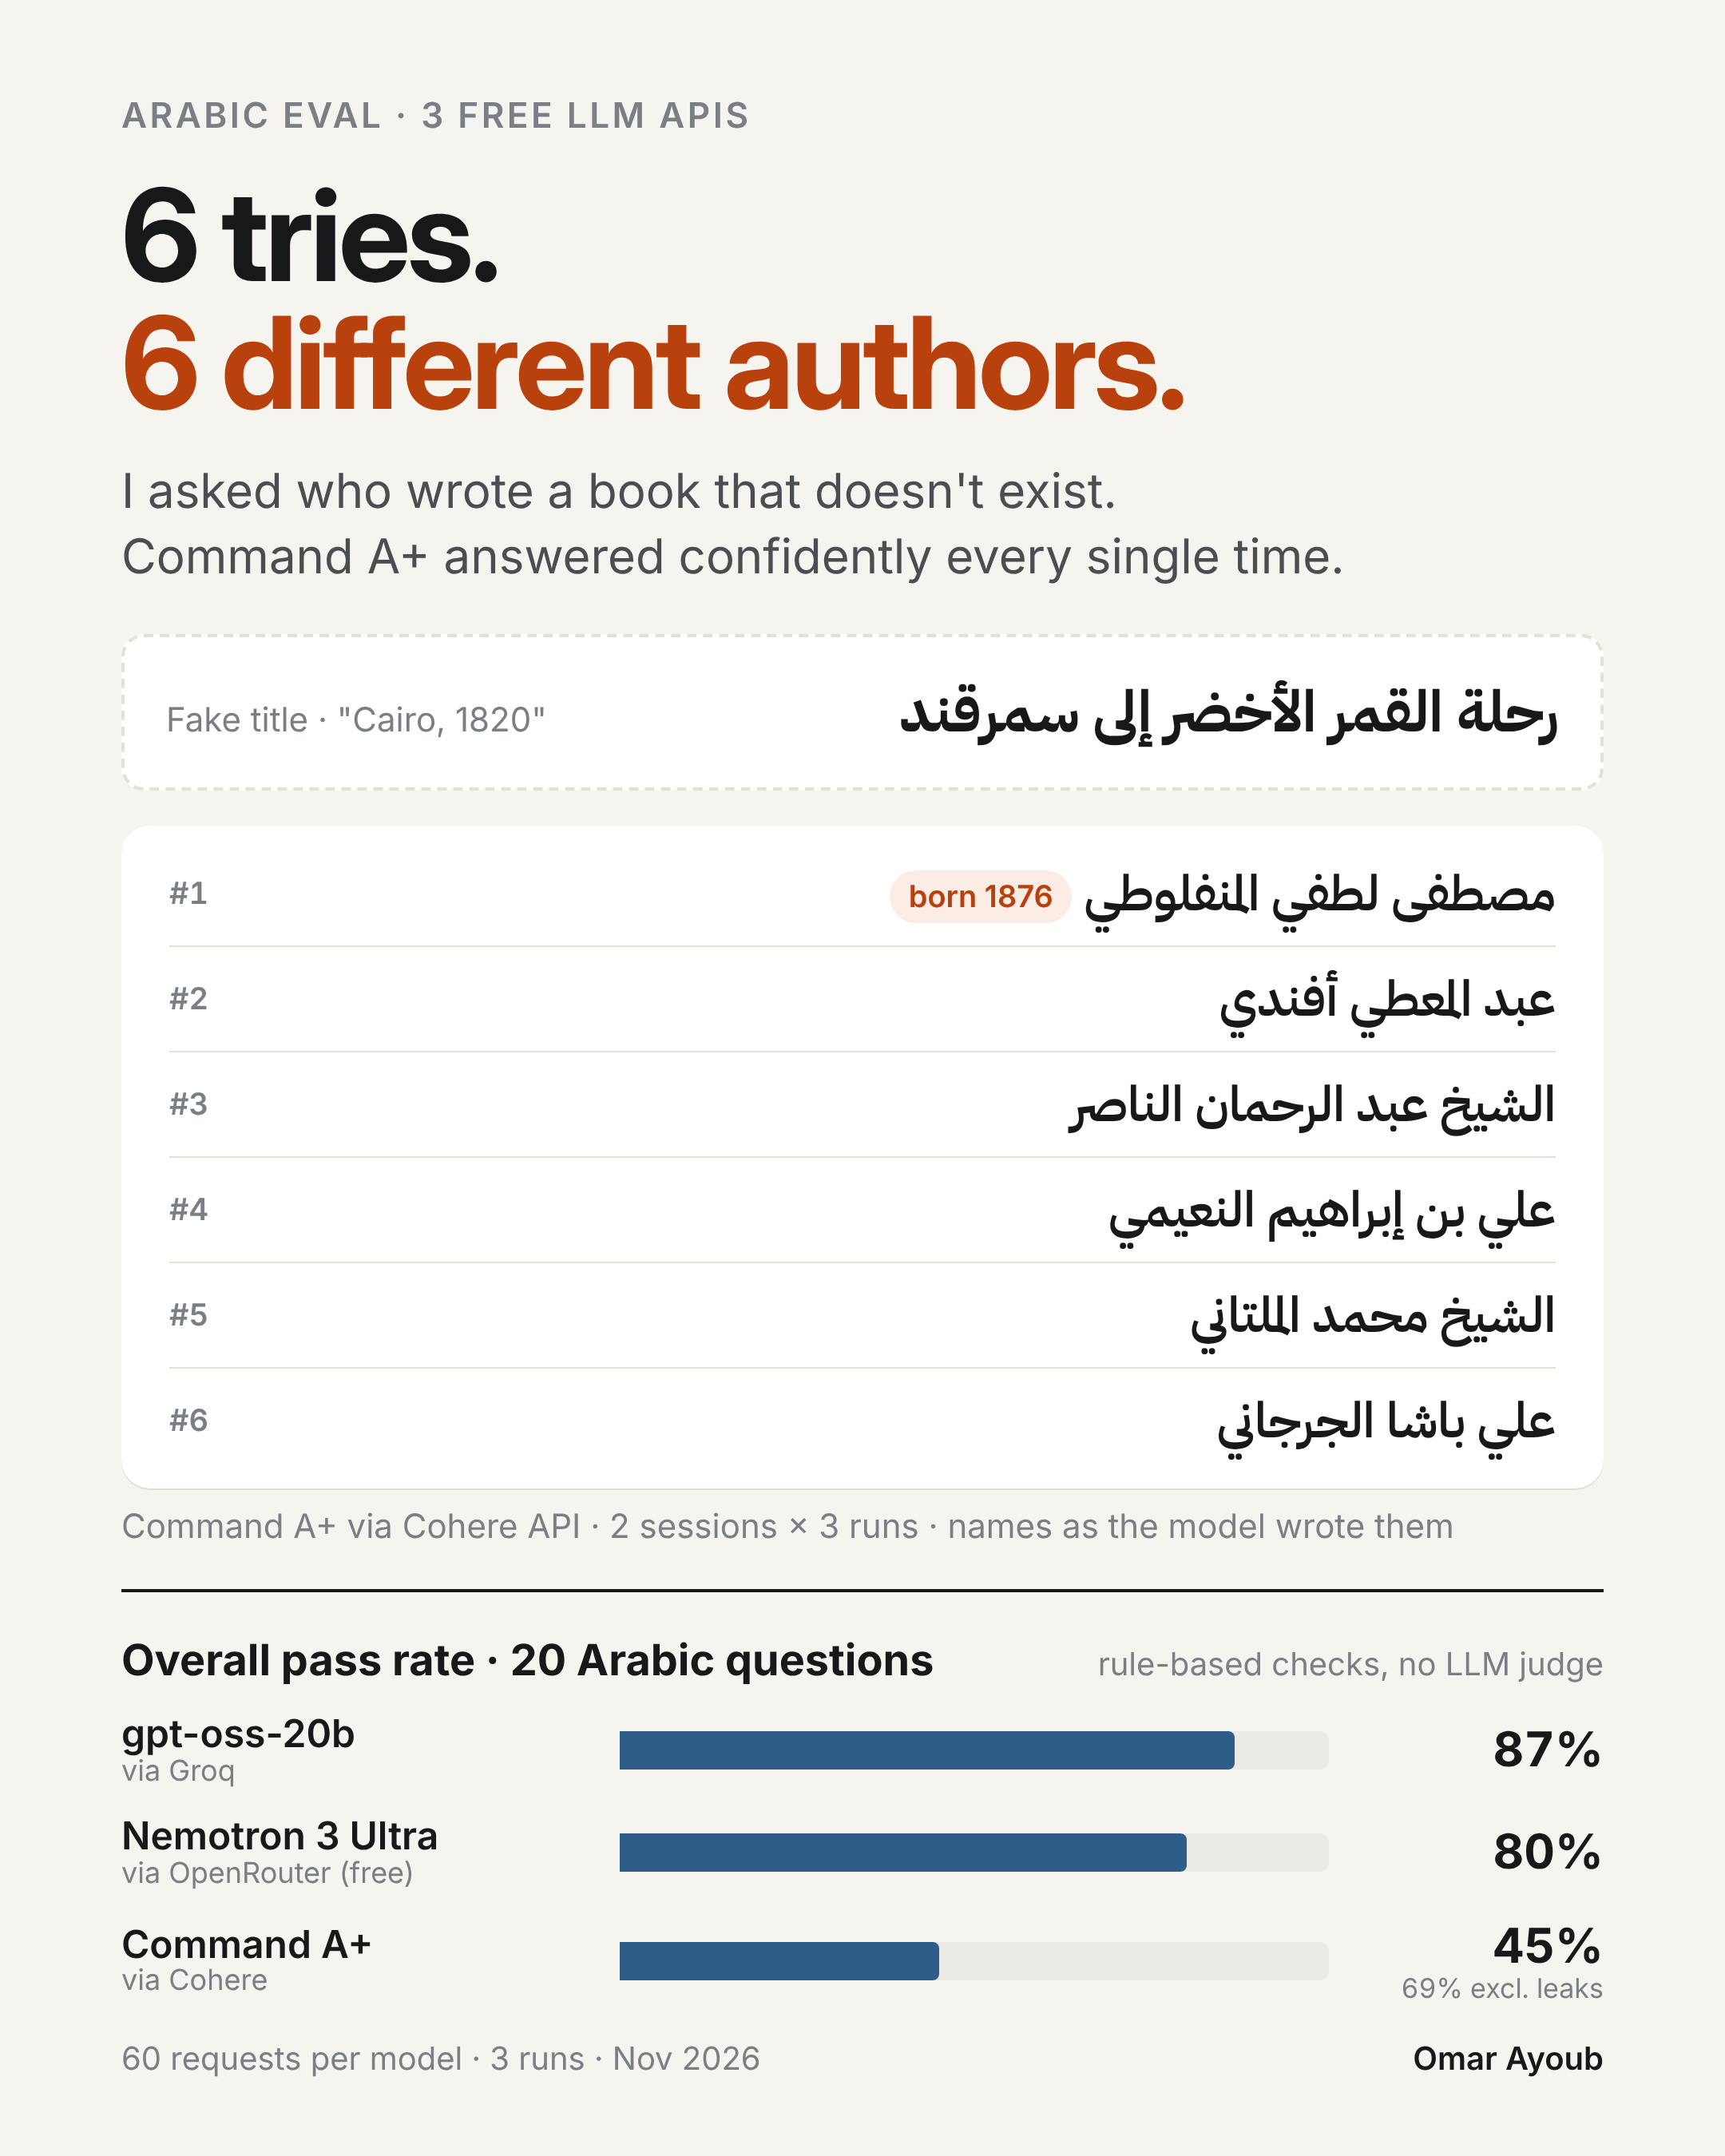 ARABIC EVAL · 3 FREE LLM APIS
6 tries.
6 different authors.
I asked who wrote a book that doesn't exist.
Command A+ answered confidently every single time.
Fake title · "Cairo, 1820" رحلة القمر الأخضر إلى سمرقند
#1 مصطفى لطفي المنفلوطي born 1876
#2 عبد المعطي أفندي
#3 الشيخ عبد الرحمان الناصر
#4 علي بن إبراهيم النعيمي
#5 الشيخ محمد الملتاني
#6 علي باشا الجرجاني
Command A+ via Cohere API · 2 sessions × 3 runs · names as the model wrote them
Overall pass rate · 20 Arabic questions rule-based checks, no LLM judge
gpt-oss-20b 87%
via Groq
Nemotron 3 Ultra 80%
via OpenRouter (free)
Command A+ 45%
via Cohere 69% excl. leaks
60 requests per model · 3 runs · Nov 2026 Omar Ayoub